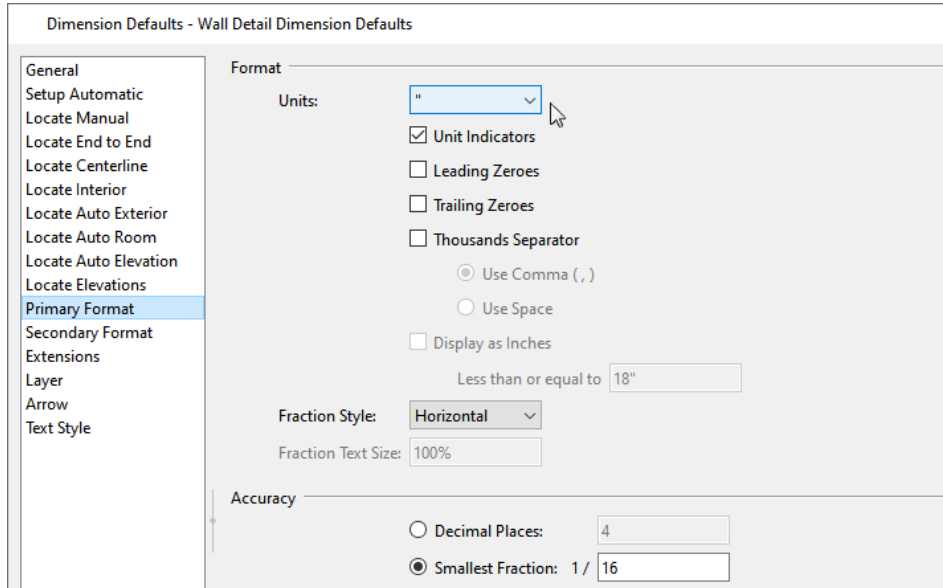 Dimension Defaults - Wall Detail Dimension Defaults
General
Setup Automatic
Locate Manual
Locate End to End
Locate Centerline
Locate Interior
Locate Auto Exterior
Locate Auto Room
Locate Auto Elevation
Locate Elevations
Primary Format
Secondary Format
Extensions
Layer
Arrow
Text Style
Format
Units: "
Unit Indicators
Leading Zeroes
Trailing Zeroes
Thousands Separator
Use Comma ( , )
Use Space
Display as Inches
Less than or equal to 18"
Fraction Style: Horizontal
Fraction Text Size: 100%
Accuracy
Decimal Places: 4
Smallest Fraction: 1 / 16